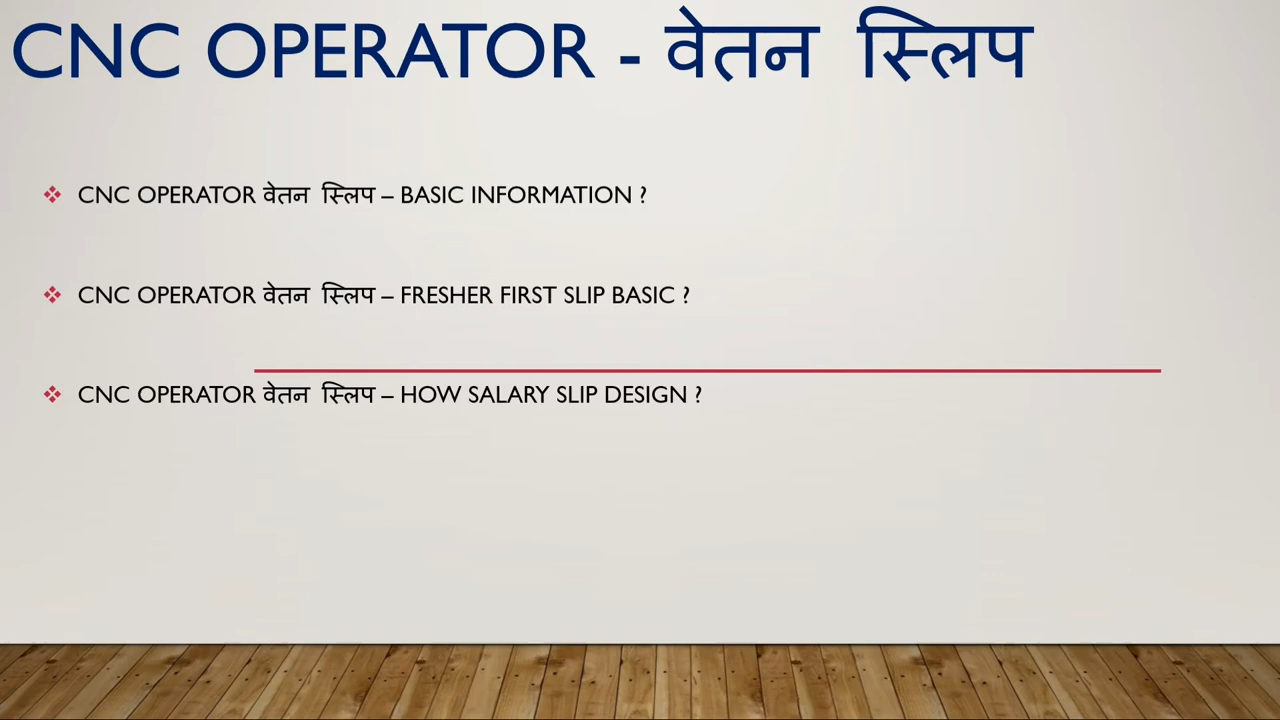 CNC OPERATOR - वेतन स्लिप
CNC OPERATOR वेतन स्लिप – BASIC INFORMATION ?
CNC OPERATOR वेतन स्लिप – FRESHER FIRST SLIP BASIC ?
CNC OPERATOR वेतन स्लिप – HOW SALARY SLIP DESIGN ?